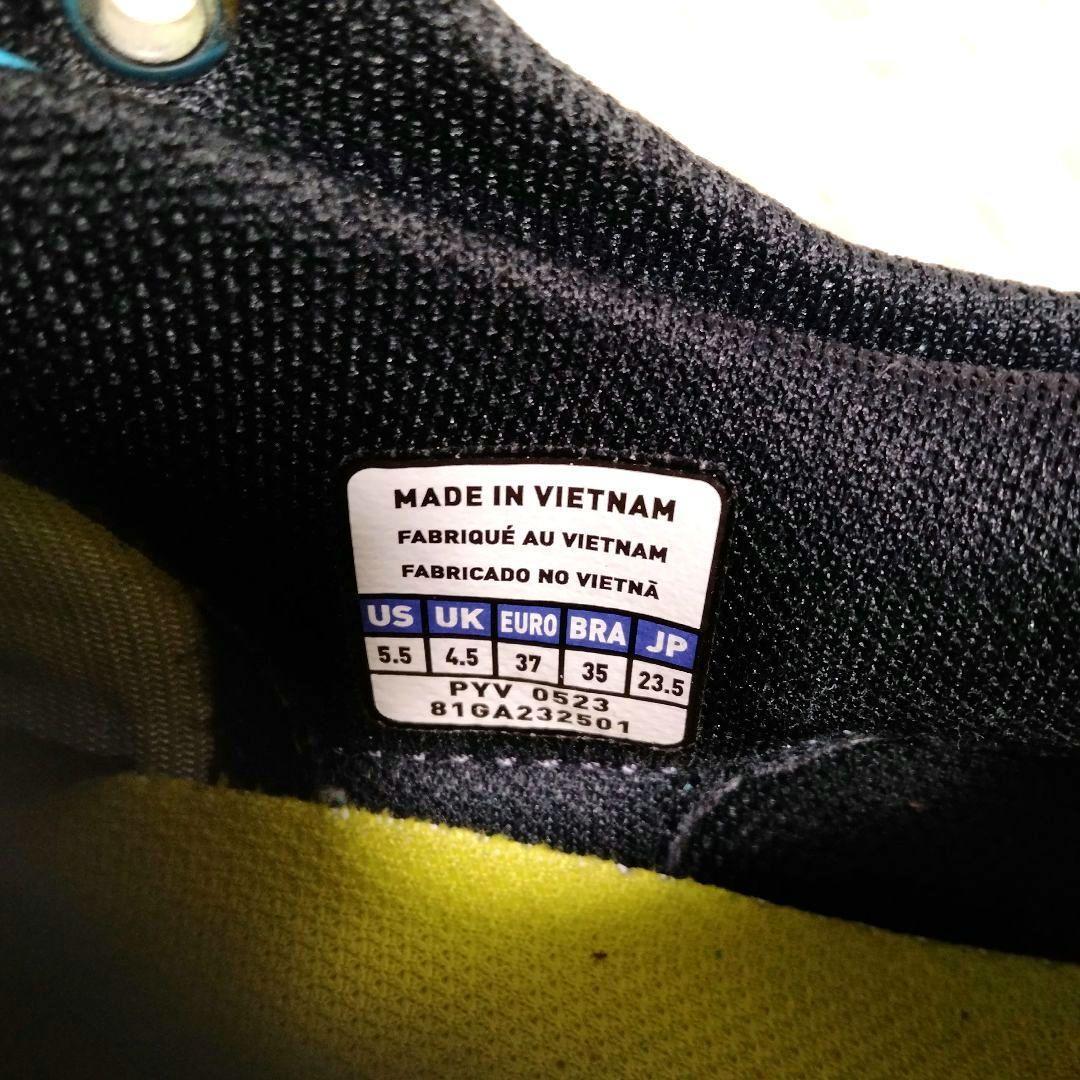 MADE IN VIETNAM
FABRIQUÉ AU VIETNAM
FABRICADO NO VIETNÃ
US UK EURO BRA JP
5.5 4.5 37 35 23.5
PYV 0523
81GA232501